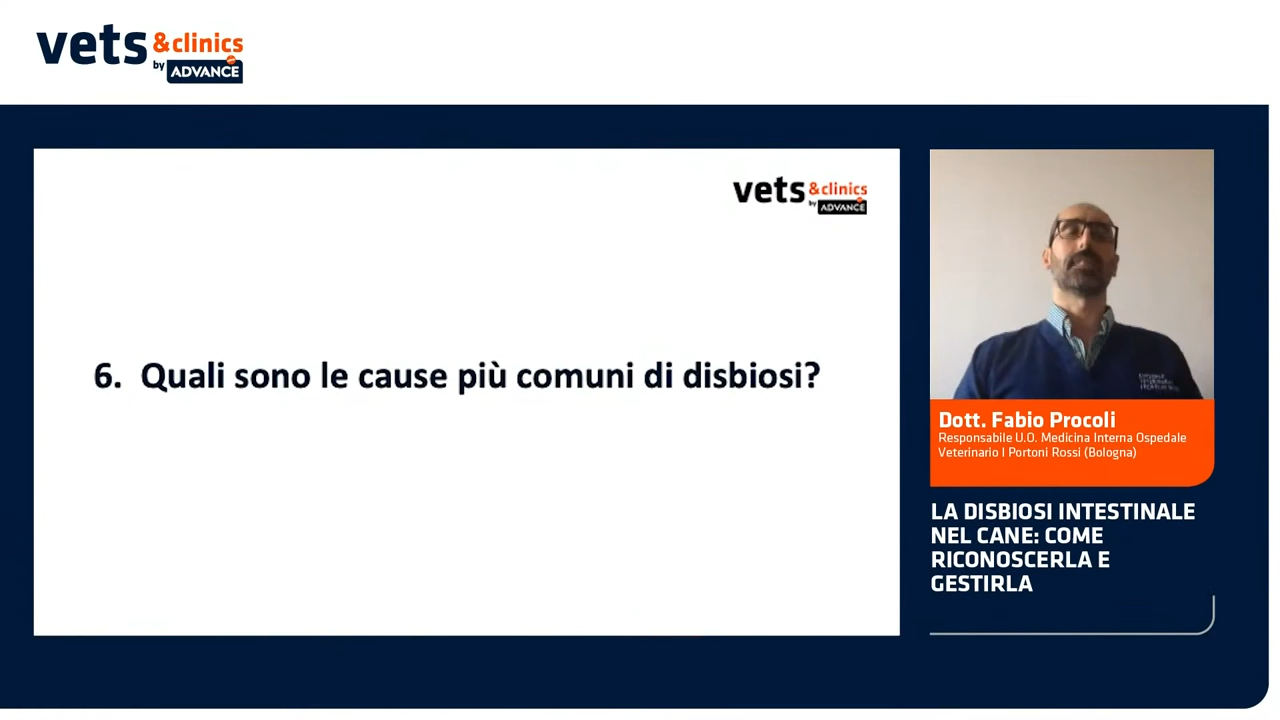 vets &clinics
by ADVANCE
vets &clinics
by ADVANCE
6. Quali sono le cause più comuni di disbiosi?
Dott. Fabio Procoli
Responsabile U.O. Medicina Interna Ospedale
Veterinario I Portoni Rossi (Bologna)
LA DISBIOSI INTESTINALE
NEL CANE: COME
RICONOSCERLA E
GESTIRLA